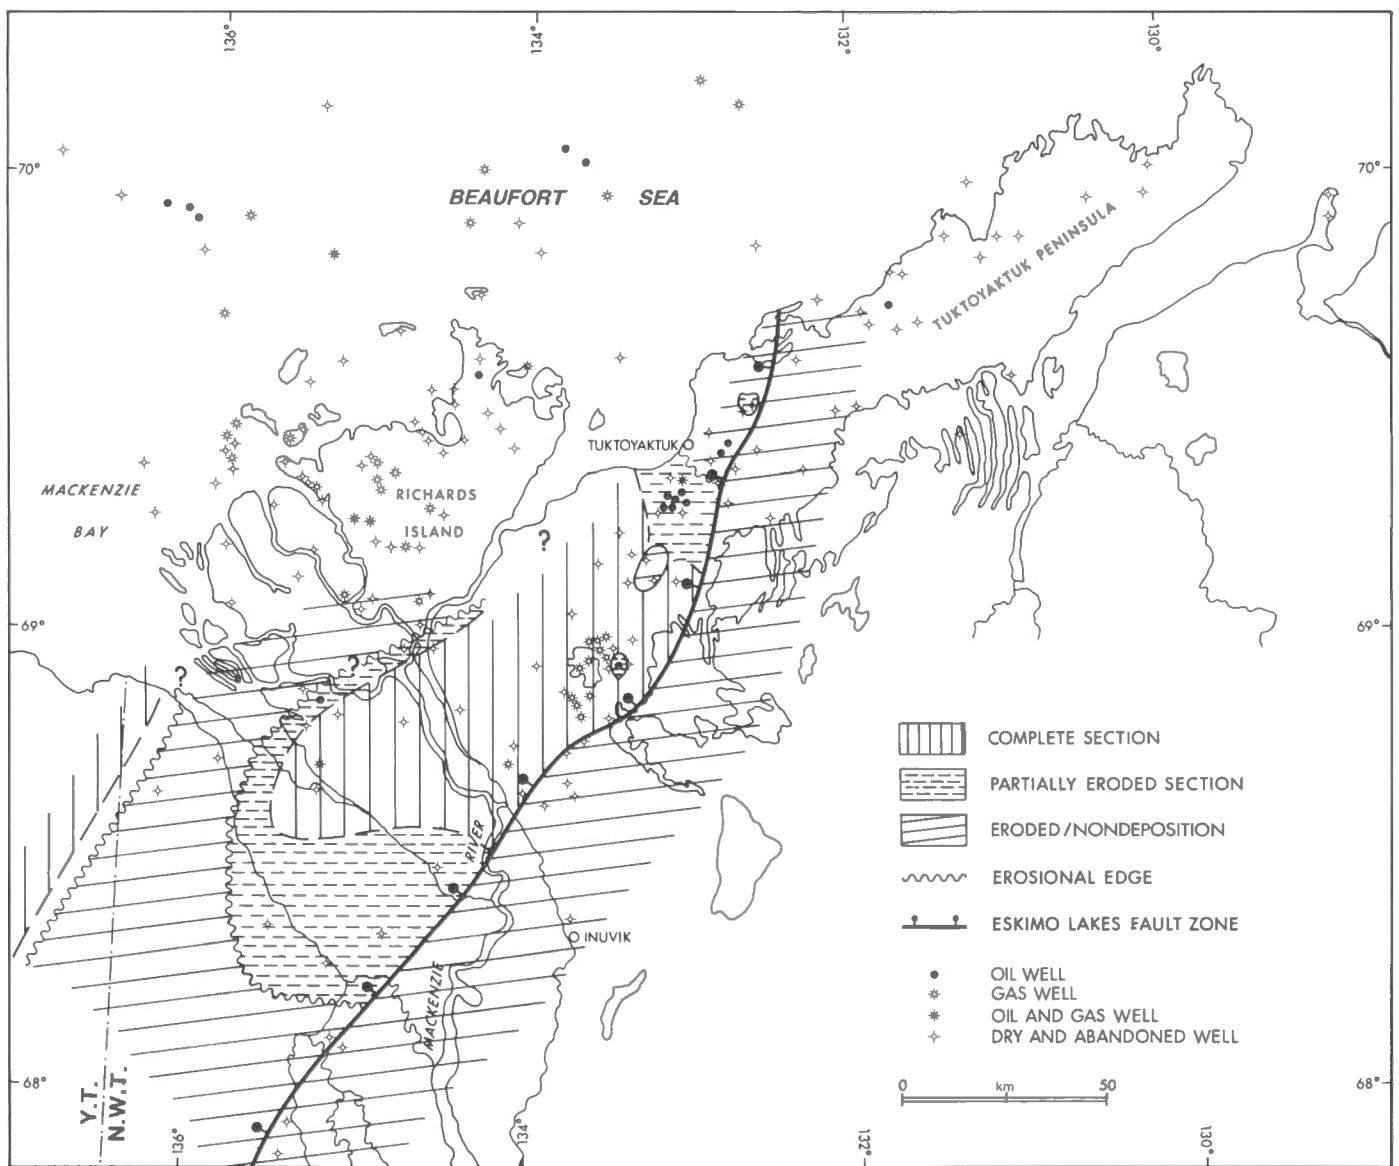 136°
134°
132°
130°
70°
70°
BEAUFORT SEA
TUKTOYAKTUK PENINSULA
TUKTOYAKTUK
MACKENZIE
BAY
RICHARDS
ISLAND
?
69°
69°
?
?
COMPLETE SECTION
PARTIALLY ERODED SECTION
ERODED/NONDEPOSITION
EROSIONAL EDGE
ESKIMO LAKES FAULT ZONE
RIVER
INUVIK
MACKENZIE
OIL WELL
GAS WELL
OIL AND GAS WELL
DRY AND ABANDONED WELL
0 km 50
68°
68°
Y.T.
N.W.T.
136°
134°
132°
130°